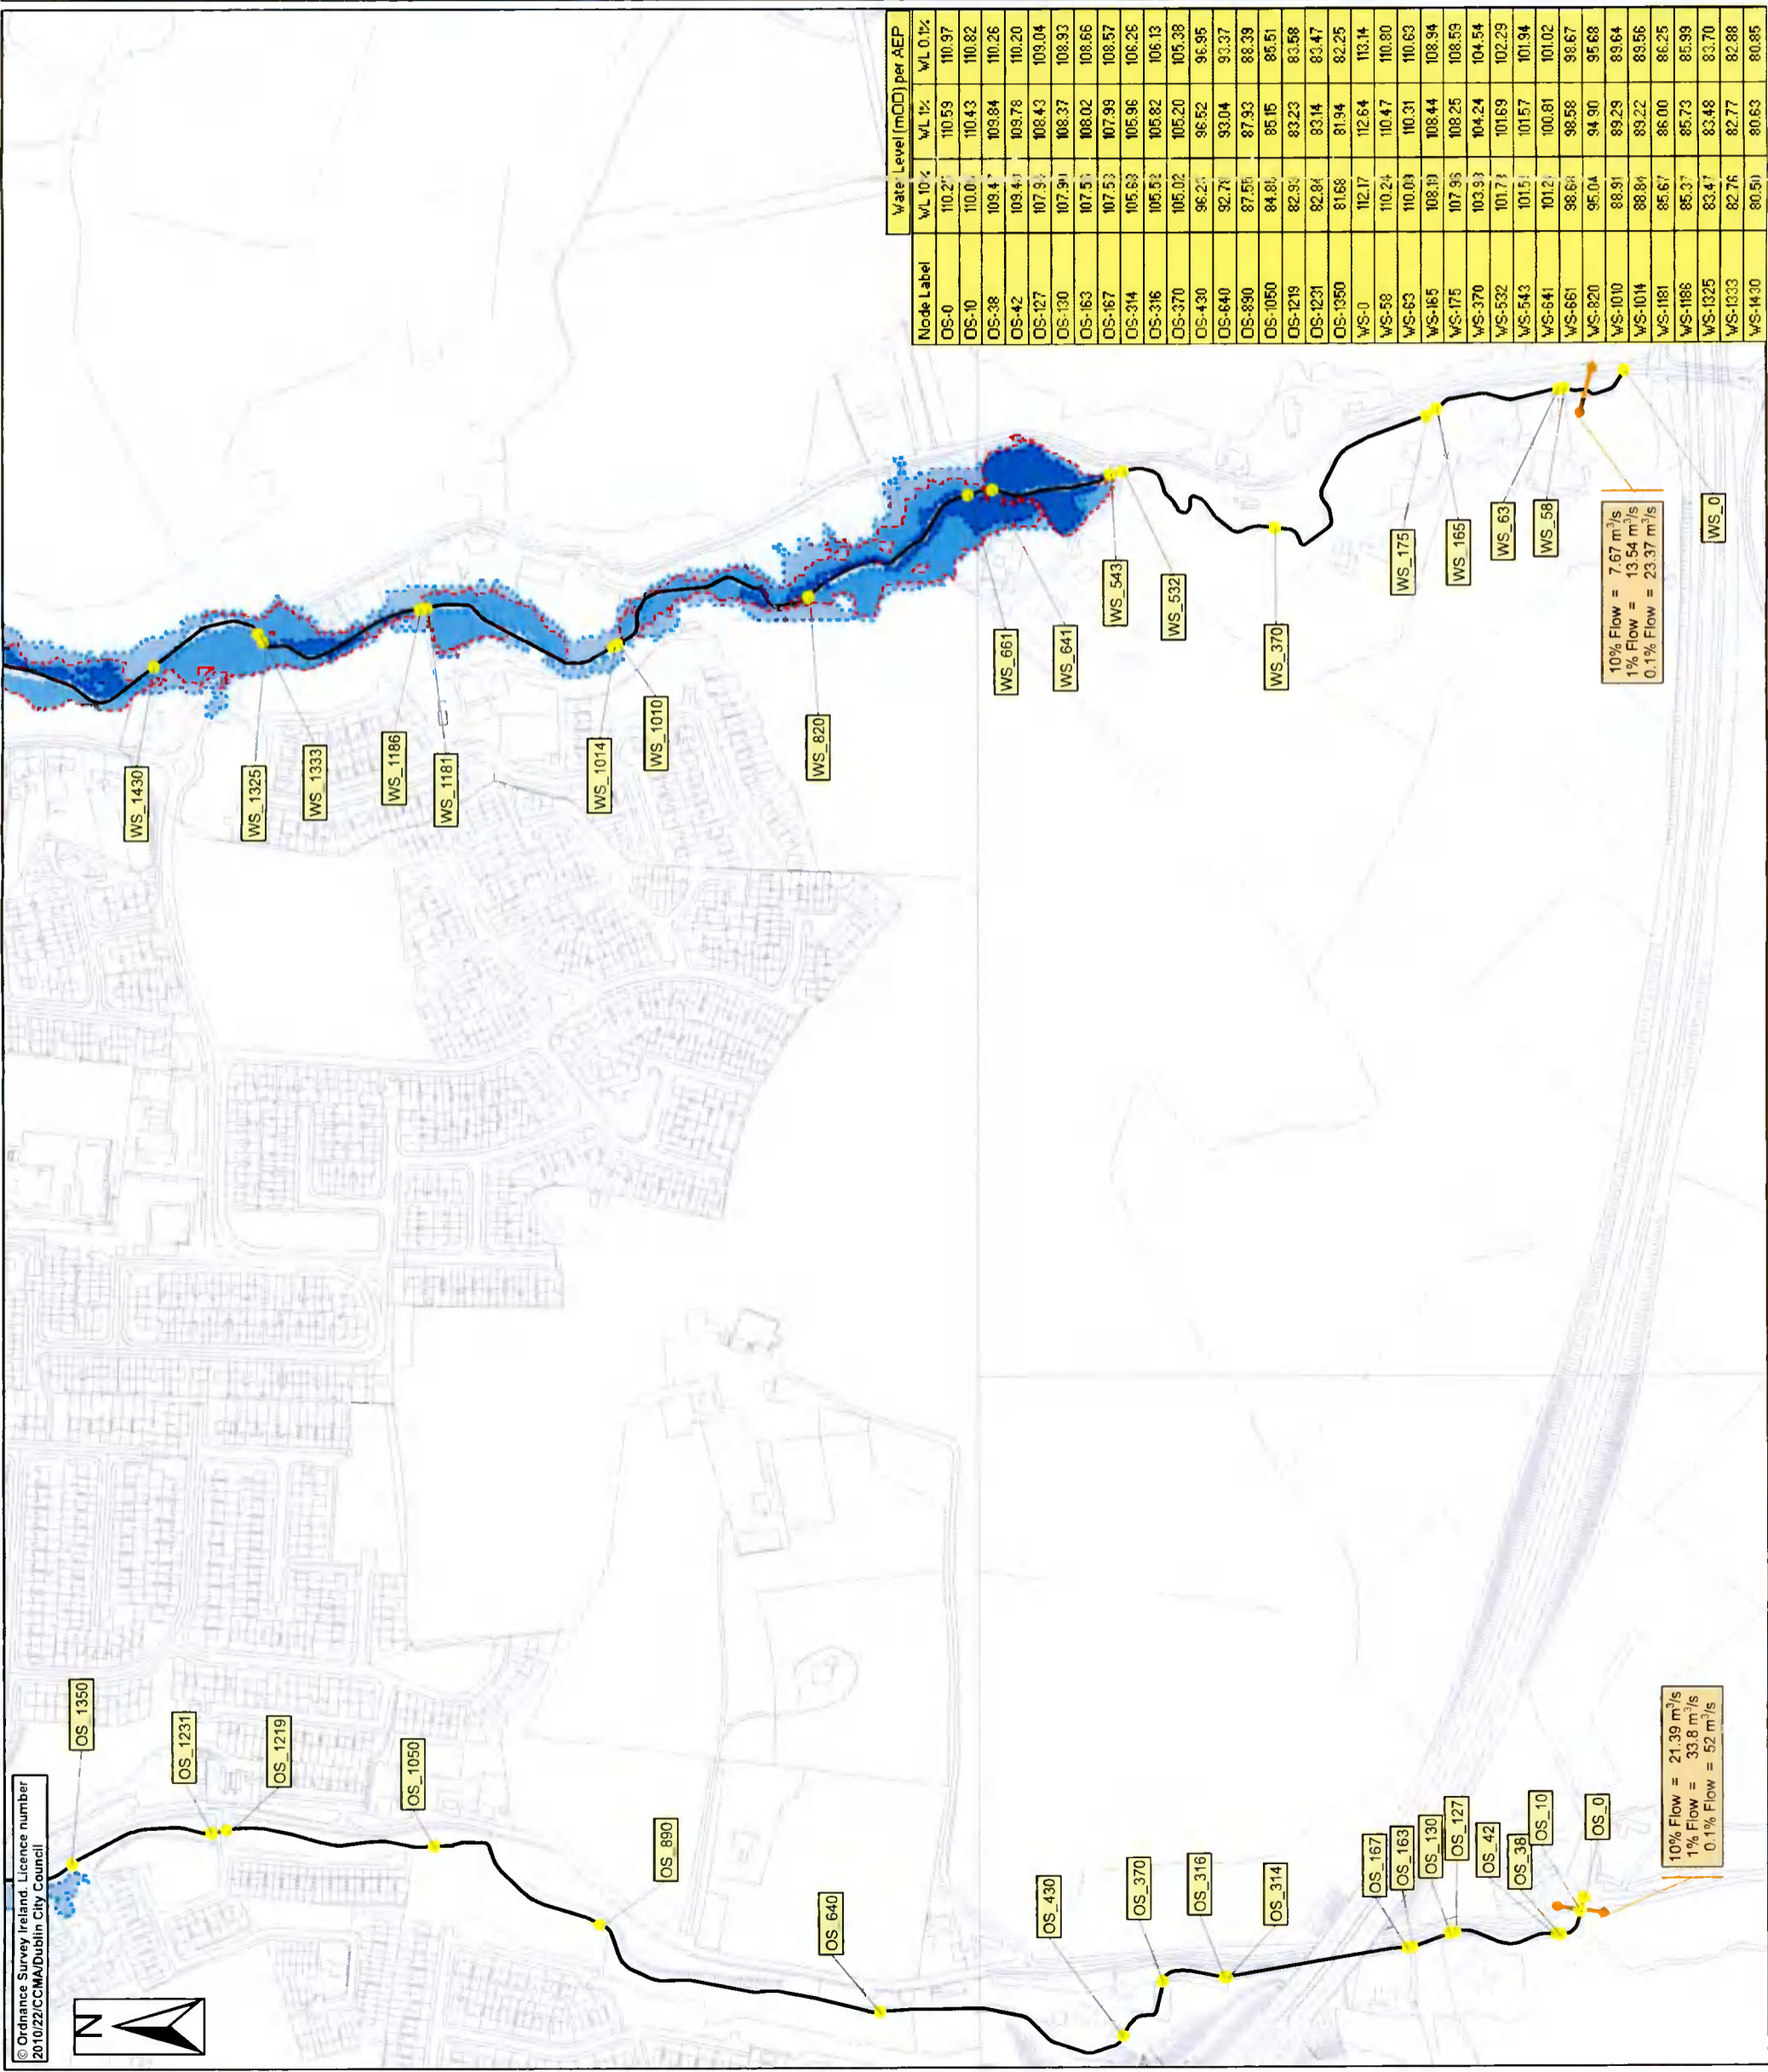 © Ordnance Survey Ireland. Licence number
2010/22/CCMA/Dublin City Council
N
OS_1350
OS_1231
OS_1219
OS_1050
OS_890
OS_640
OS_430
OS_370
OS_316
OS_314
OS_167
OS_163
OS_130
OS_127
OS_42
OS_38
OS_10
OS_0
10% Flow = 21.39 m³/s
1% Flow = 33.8 m³/s
0.1% Flow = 52 m³/s
WS_1430
WS_1325
WS_1333
WS_1186
WS_1181
WS_1014
WS_1010
WS_820
WS_661
WS_641
WS_543
WS_532
WS_370
WS_175
WS_165
WS_63
WS_58
10% Flow = 7.67 m³/s
1% Flow = 13.54 m³/s
0.1% Flow = 23.37 m³/s
WS_0
Water Level (mOD) per AEP
Node Label WL 10% WL 1% WL 0.1%
OS-0 110.59 110.97
OS-10 110.43 110.82
OS-38 109.84 110.26
OS-42 109.78 110.20
OS-127 108.43 109.04
OS-130 108.37 108.93
OS-163 108.02 108.66
OS-167 107.53 107.99 108.57
OS-314 105.96 106.26
OS-316 105.82 106.13
OS-370 105.02 105.20 105.38
OS-430 96.52 96.95
OS-640 93.04 93.37
OS-890 87.93 88.39
OS-1050 85.15 85.51
OS-1219 83.23 83.58
OS-1231 82.84 83.14 83.47
OS-1350 81.68 81.94 82.25
WS-0 112.17 112.64 113.14
WS-58 110.24 110.47 110.80
WS-63 110.31 110.63
WS-165 108.44 108.94
WS-175 108.25 108.59
WS-370 104.24 104.54
WS-532 101.69 102.29
WS-543 101.57 101.94
WS-641 100.81 101.02
WS-661 98.58 98.67
WS-820 95.04 94.90 95.68
WS-1010 88.91 89.29 89.64
WS-1014 88.84 89.22 89.56
WS-1181 85.67 86.00 86.25
WS-1186 85.37 85.73 85.99
WS-1325 83.47 83.48 83.70
WS-1333 82.76 82.77 82.88
WS-1430 80.50 80.63 80.85